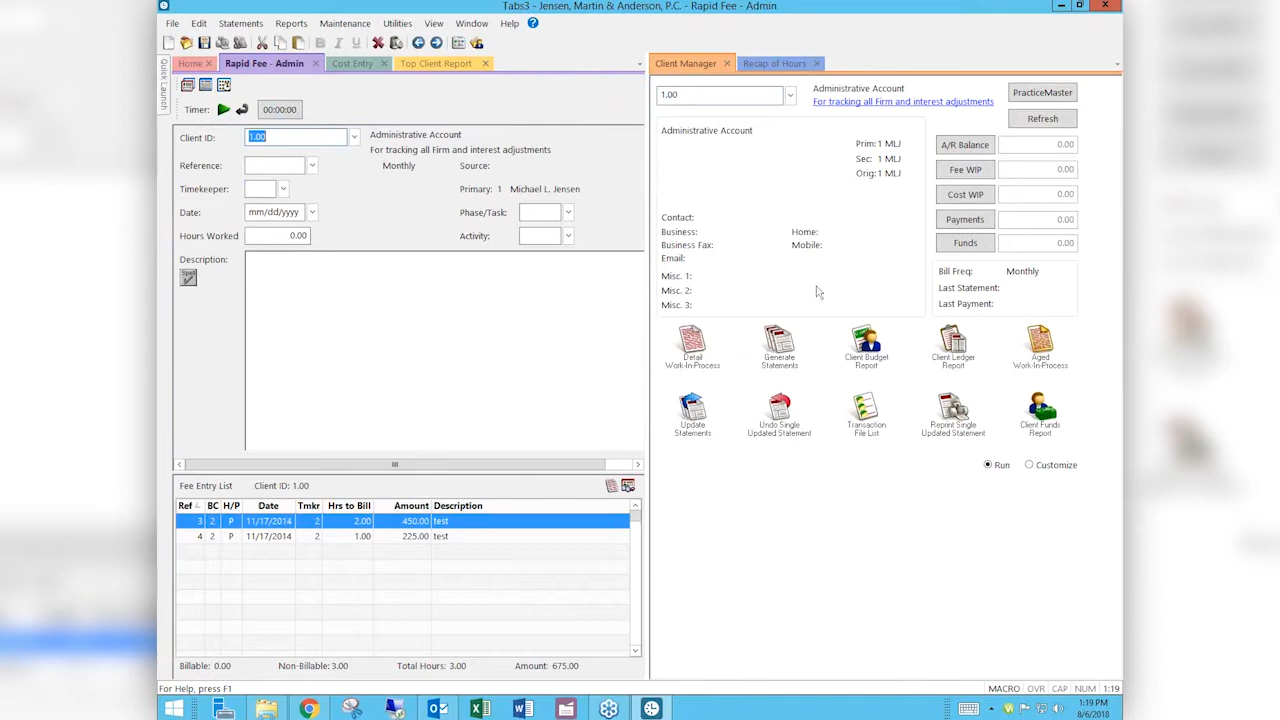 Tabs3 - Jensen, Martin & Anderson, P.C. - Rapid Fee - Admin
File Edit Statements Reports Maintenance Utilities View Window Help
Quick Launch
Home Rapid Fee - Admin Cost Entry Top Client Report
Timer: 00:00:00
Client ID: 1.00 Administrative Account
For tracking all Firm and interest adjustments
Reference: Monthly Source:
Timekeeper: Primary: 1 Michael L. Jensen
Date: mm/dd/yyyy Phase/Task:
Hours Worked 0.00 Activity:
Description:
Spell
Fee Entry List Client ID: 1.00
Ref BC H/P Date Tmkr Hrs to Bill Amount Description
3 2 P 11/17/2014 2 2.00 450.00 test
4 2 P 11/17/2014 2 1.00 225.00 test
Billable: 0.00 Non-Billable: 3.00 Total Hours: 3.00 Amount: 675.00
Client Manager Recap of Hours
1.00 Administrative Account PracticeMaster
For tracking all Firm and interest adjustments
Refresh
Administrative Account
Prim: 1 MLJ
Sec: 1 MLJ
Orig: 1 MLJ
A/R Balance 0.00
Fee WIP 0.00
Cost WIP 0.00
Payments 0.00
Funds 0.00
Contact:
Business: Home:
Business Fax: Mobile:
Email:
Misc. 1:
Misc. 2:
Misc. 3:
Bill Freq: Monthly
Last Statement:
Last Payment:
Detail Work-In-Process
Generate Statements
Client Budget Report
Client Ledger Report
Aged Work-In-Process
Update Statements
Undo Single Updated Statement
Transaction File List
Reprint Single Updated Statement
Client Funds Report
Run Customize
For Help, press F1
MACRO OVR CAP NUM 1:19
1:19 PM
8/6/2018